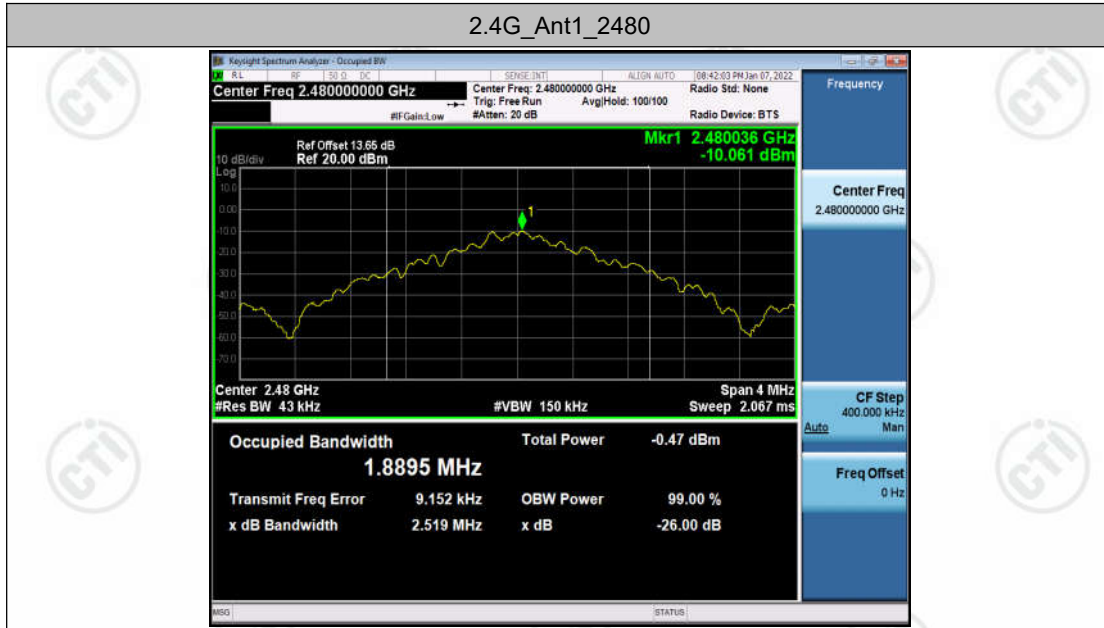 2.4G_Ant1_2480
Keysight Spectrum Analyzer - Occupied BW
RL RF 50 Ω DC SENSE:INT ALIGN AUTO 08:42:03 PM Jan 07, 2022
Center Freq 2.480000000 GHz
Center Freq: 2.480000000 GHz
Radio Std: None
Trig: Free Run Avg|Hold: 100/100
#IFGain:Low #Atten: 20 dB Radio Device: BTS
Frequency
Ref Offset 13.65 dB
Mkr1 2.480036 GHz
10 dB/div Ref 20.00 dBm
-10.061 dBm
Log
10.0
0.00
-10.0
-20.0
-30.0
-40.0
-50.0
-60.0
-70.0
1
Center 2.48 GHz Span 4 MHz
#Res BW 43 kHz #VBW 150 kHz Sweep 2.067 ms
Occupied Bandwidth Total Power -0.47 dBm
1.8895 MHz
Transmit Freq Error 9.152 kHz OBW Power 99.00 %
x dB Bandwidth 2.519 MHz x dB -26.00 dB
Center Freq
2.480000000 GHz
CF Step
400.000 kHz
Auto Man
Freq Offset
0 Hz
MSG STATUS
CTI
CTI
CTI
CTI